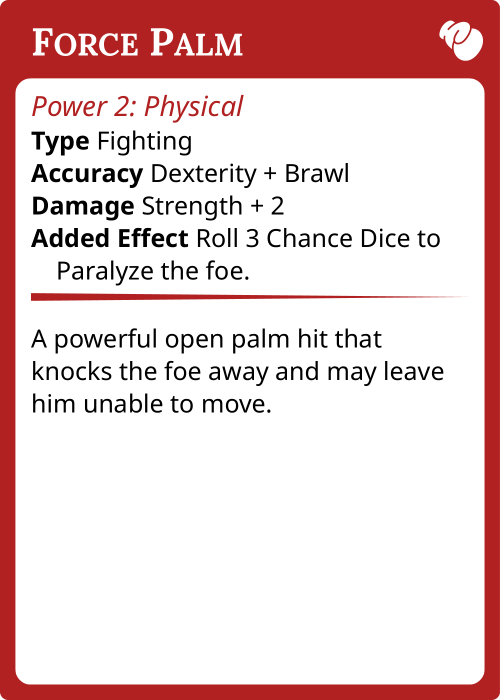 Force Palm
Power 2: Physical
Type Fighting
Accuracy Dexterity + Brawl
Damage Strength + 2
Added Effect Roll 3 Chance Dice to
Paralyze the foe.
A powerful open palm hit that
knocks the foe away and may leave
him unable to move.